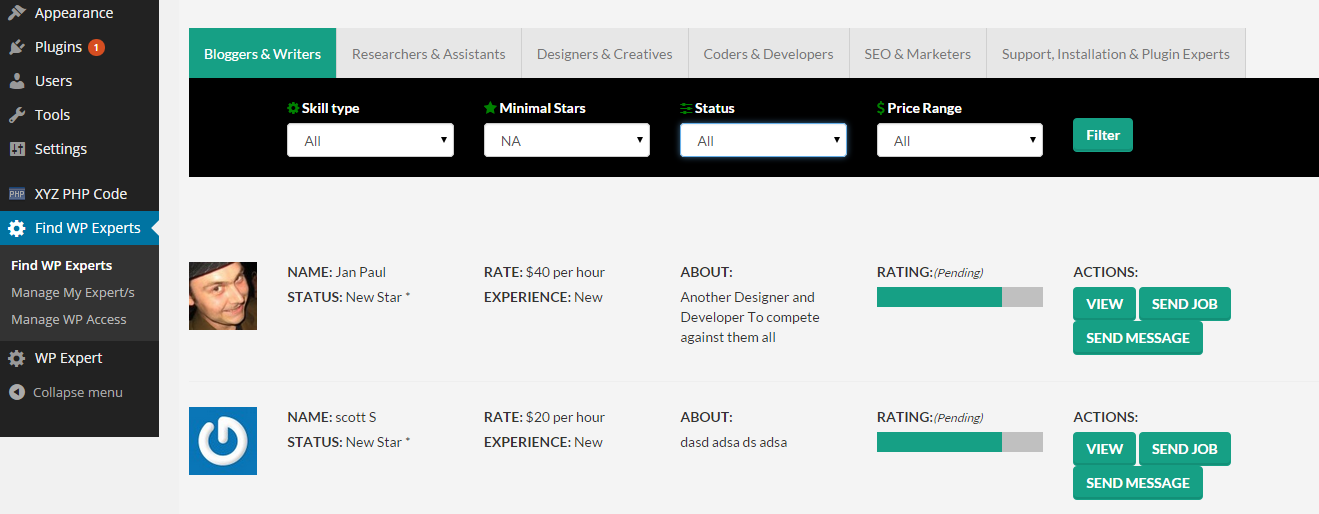 Appearance
Plugins 1
Users
Tools
Settings
PHP XYZ PHP Code
Find WP Experts
Find WP Experts
Manage My Expert/s
Manage WP Access
WP Expert
Collapse menu
Bloggers & Writers Researchers & Assistants Designers & Creatives Coders & Developers SEO & Marketers Support, Installation & Plugin Experts
Skill type Minimal Stars Status $ Price Range
All NA All All Filter
NAME: Jan Paul RATE: $40 per hour ABOUT: RATING:(Pending) ACTIONS:
STATUS: New Star * EXPERIENCE: New Another Designer and VIEW SEND JOB
Developer To compete
against them all SEND MESSAGE
NAME: scott S RATE: $20 per hour ABOUT: RATING:(Pending) ACTIONS:
STATUS: New Star * EXPERIENCE: New dasd adsa ds adsa VIEW SEND JOB
SEND MESSAGE